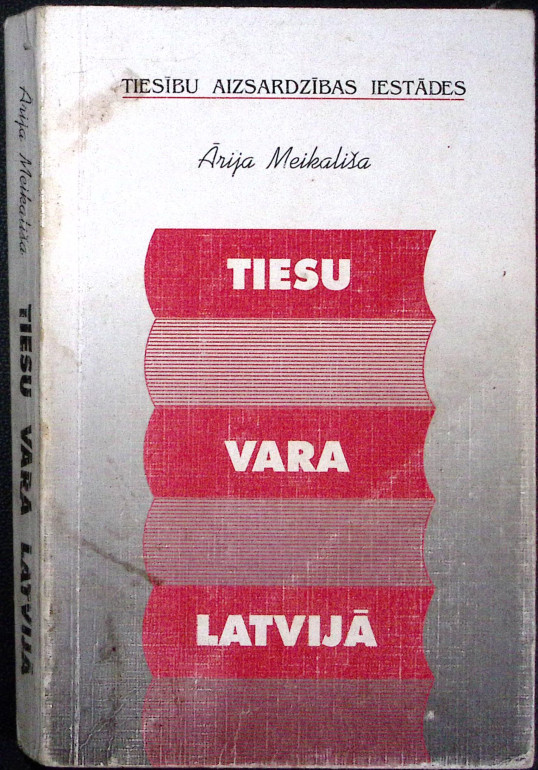 TIESĪBU AIZSARDZĪBAS IESTĀDES
Ārija Meikališa
TIESU
VARA
LATVIJĀ
Ārija Meikališa TIESU VARA LATVIJĀ